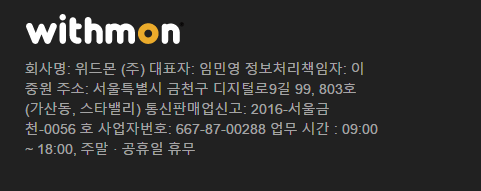 withmon
회사명: 위드몬 (주) 대표자: 임민영 정보처리책임자: 이
중원 주소: 서울특별시 금천구 디지털로9길 99, 803호
(가산동, 스타밸리) 통신판매업신고: 2016-서울금
천-0056 호 사업자번호: 667-87-00288 업무 시간 : 09:00
~ 18:00, 주말 · 공휴일 휴무